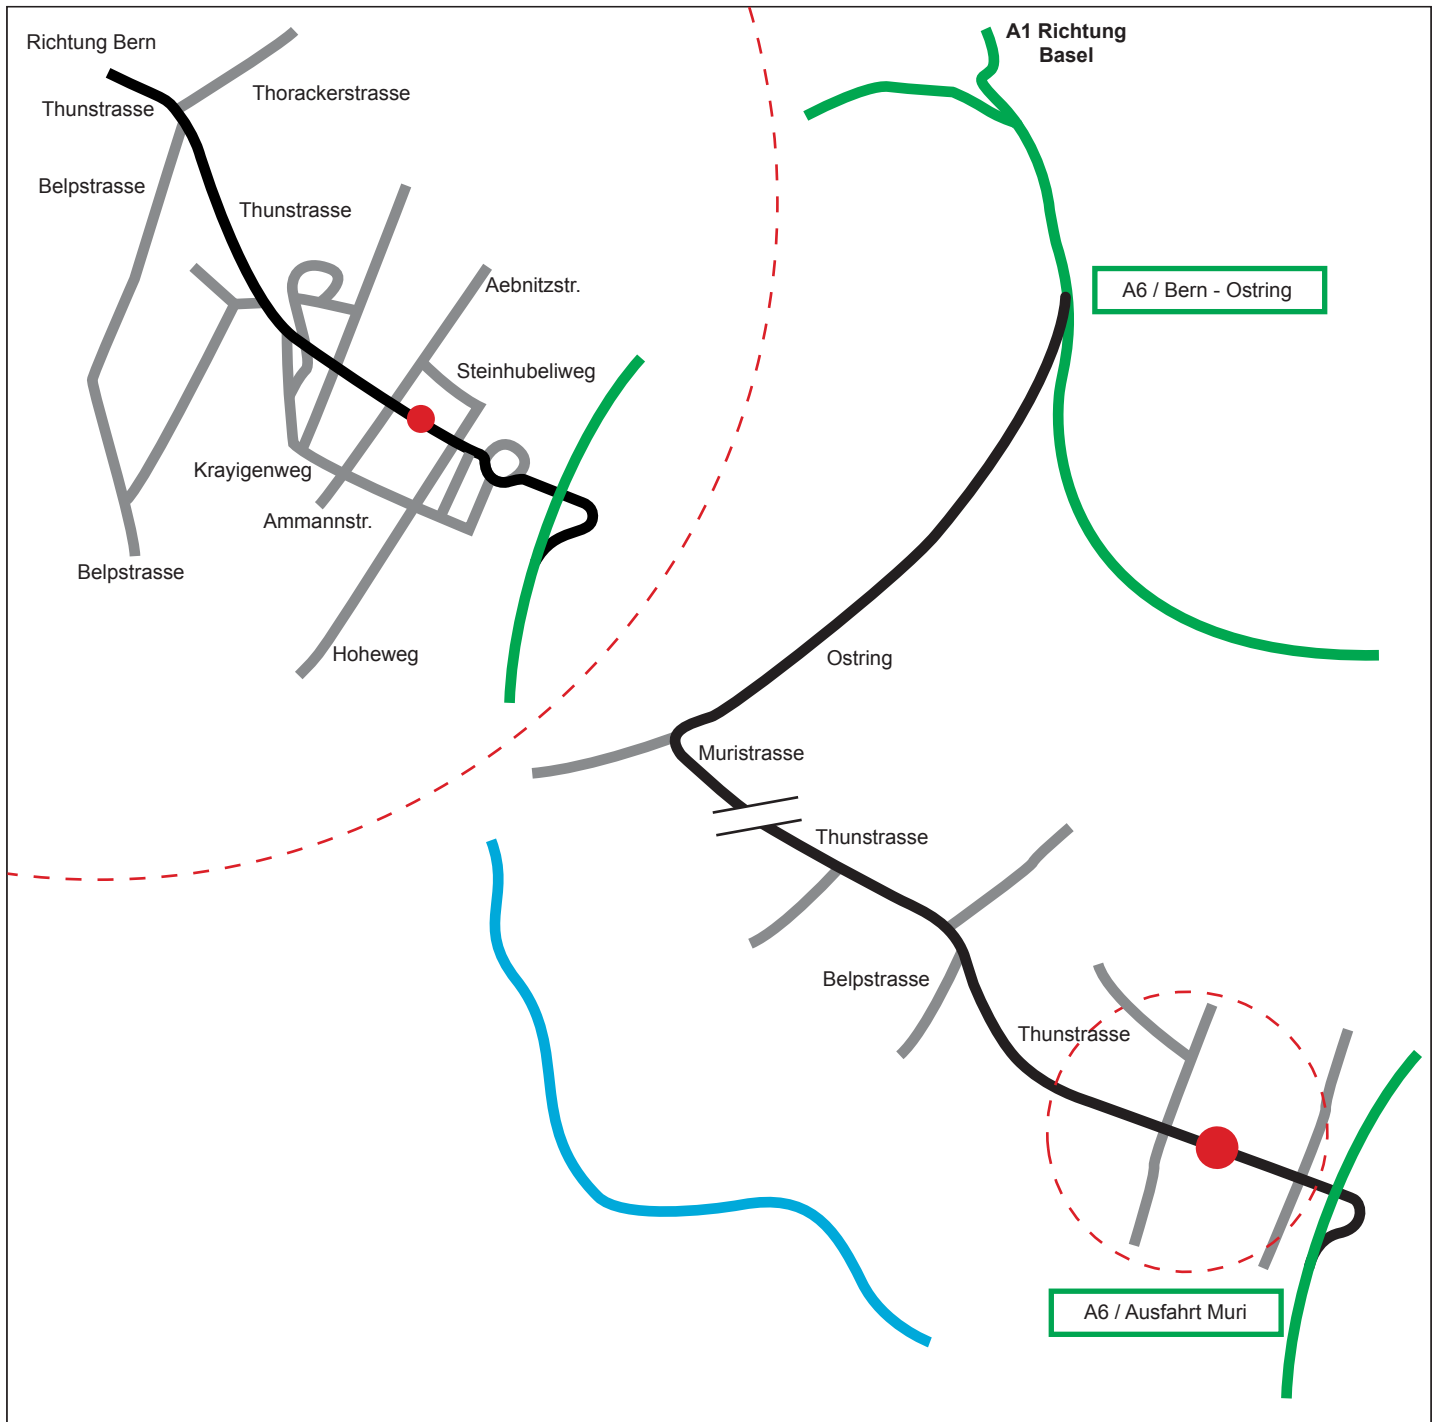 Richtung Bern
Thorackerstrasse
Thunstrasse
Belpstrasse
Thunstrasse
Aebnitzstr.
Steinhubeliweg
Krayigenweg
Ammannstr.
Belpstrasse
Hoheweg
A1 Richtung
Basel
A6 / Bern - Ostring
Ostring
Muristrasse
Thunstrasse
Belpstrasse
Thunstrasse
A6 / Ausfahrt Muri